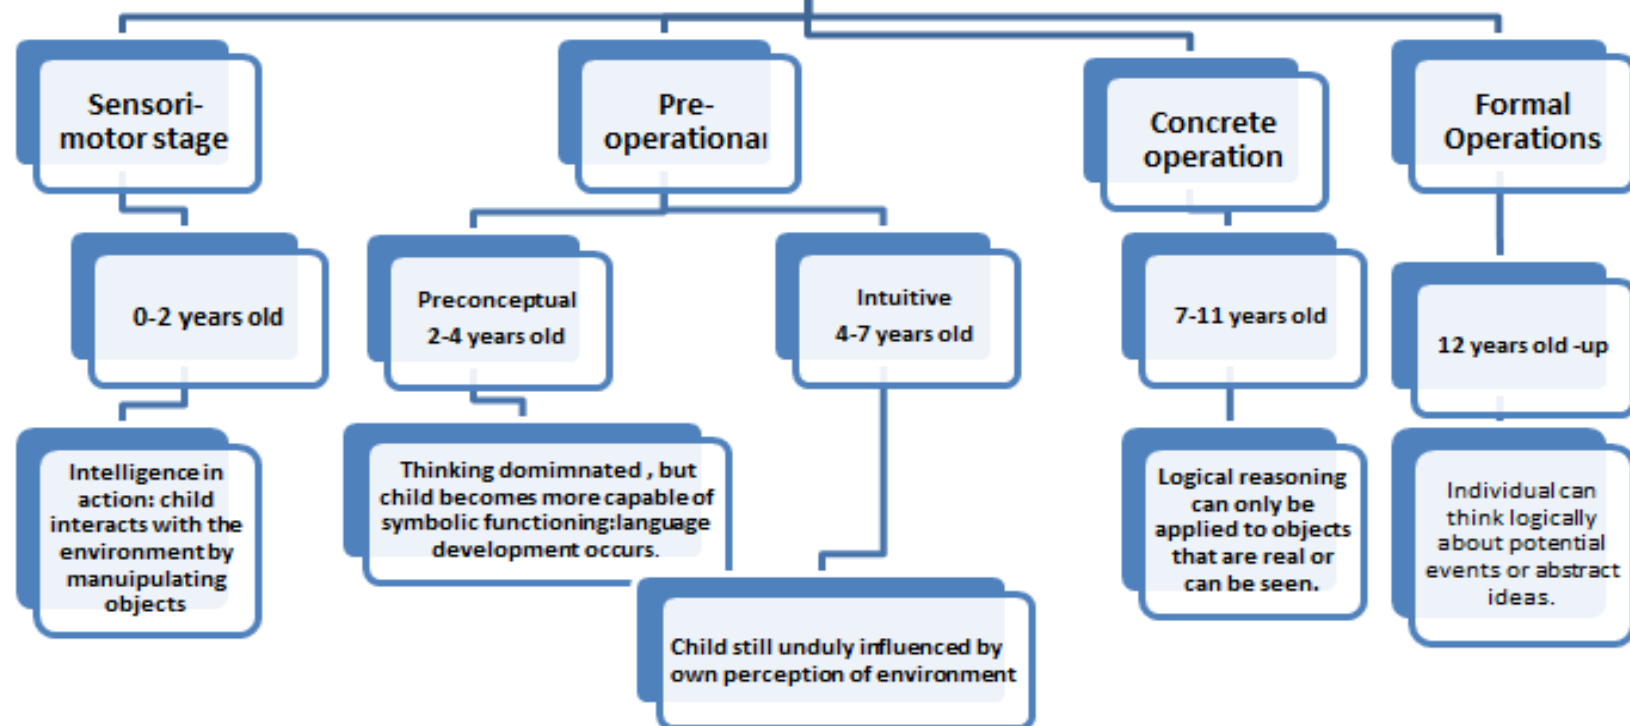 Sensori-
motor stage
Pre-
operational
Concrete
operation
Formal
Operations
0-2 years old
Preconceptual
2-4 years old
Intuitive
4-7 years old
7-11 years old
12 years old -up
Intelligence in
action: child
interacts with the
environment by
manuipulating
objects
Thinking domimnated , but
child becomes more capable of
symbolic functioning:language
development occurs.
Child still unduly influenced by
own perception of environment
Logical reasoning
can only be
applied to objects
that are real or
can be seen.
Individual can
think logically
about potential
events or abstract
ideas.